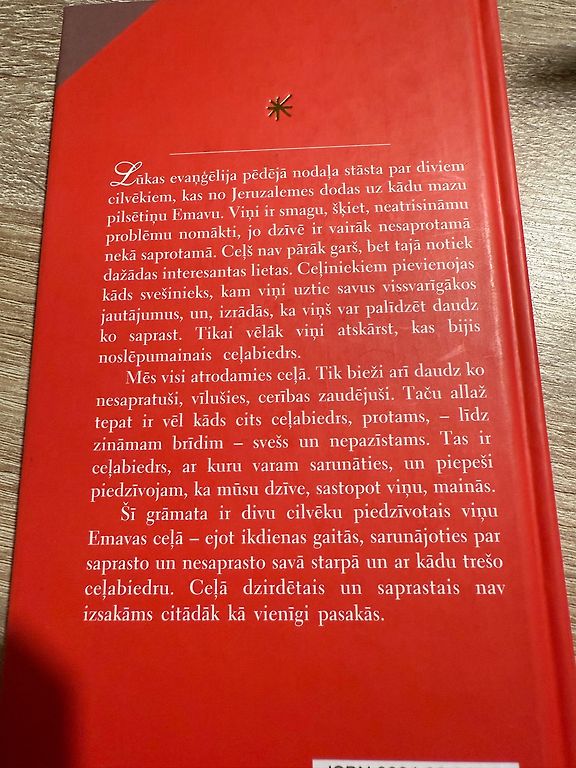 Lūkas evaņģēlija pēdējā nodaļa stāsta par diviem
cilvēkiem, kas no Jeruzalemes dodas uz kādu mazu
pilsētiņu Emavu. Viņi ir smagu, šķiet, neatrisināmu
problēmu nomākti, jo dzīvē ir vairāk nesaprotamā
nekā saprotamā. Ceļš nav pārāk garš, bet tajā notiek
dažādas interesantas lietas. Ceļiniekiem pievienojas
kāds svešinieks, kam viņi uztic savus vissvarīgākos
jautājumus, un, izrādās, ka viņš var palīdzēt daudz
ko saprast. Tikai vēlāk viņi atskārst, kas bijis
noslēpumainais ceļabiedrs.
Mēs visi atrodamies ceļā. Tik bieži arī daudz ko
nesapratuši, vīlušies, cerības zaudējuši. Taču allaž
tepat ir vēl kāds cits ceļabiedrs, protams, – līdz
zināmam brīdim – svešs un nepazīstams. Tas ir
ceļabiedrs, ar kuru varam sarunāties, un piepeši
piedzīvojam, ka mūsu dzīve, sastopot viņu, mainās.
Šī grāmata ir divu cilvēku piedzīvotais viņu
Emavas ceļā – ejot ikdienas gaitās, sarunājoties par
saprasto un nesaprasto savā starpā un ar kādu trešo
ceļabiedru. Ceļā dzirdētais un saprastais nav
izsakāms citādāk kā vienīgi pasakās.